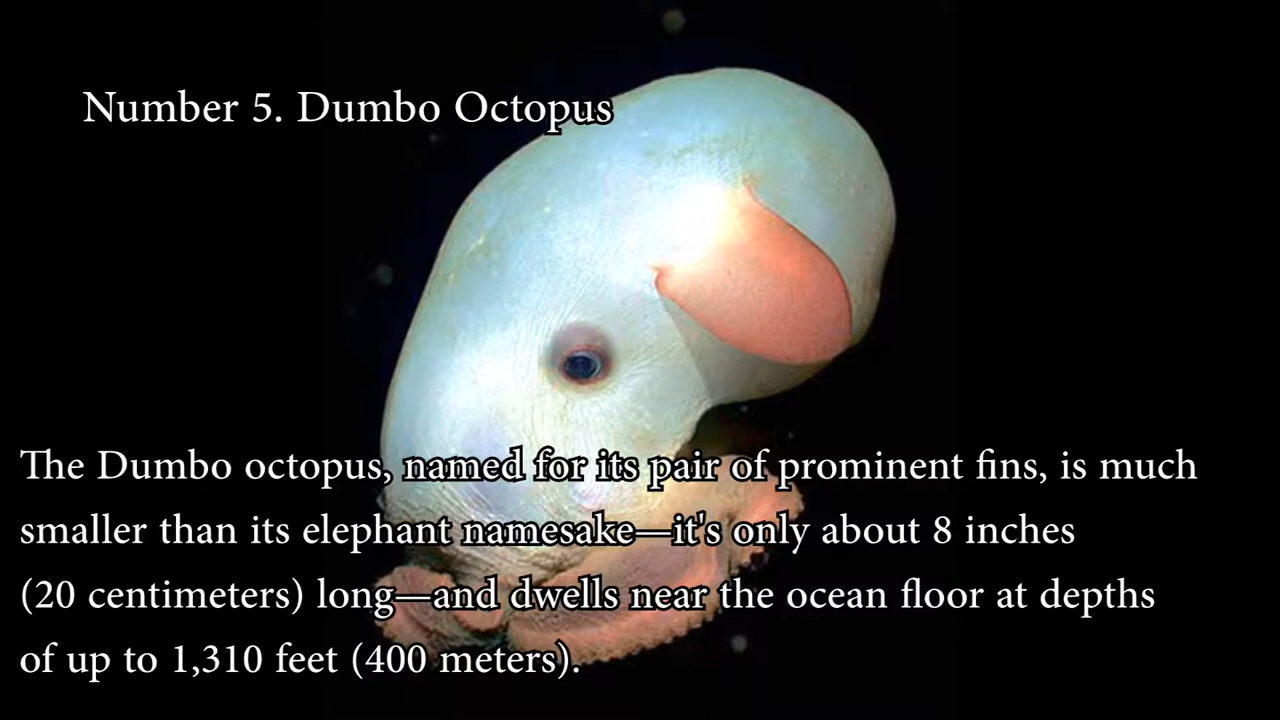 Number 5. Dumbo Octopus
The Dumbo octopus, named for its pair of prominent fins, is much
smaller than its elephant namesake—it's only about 8 inches
(20 centimeters) long—and dwells near the ocean floor at depths
of up to 1,310 feet (400 meters).